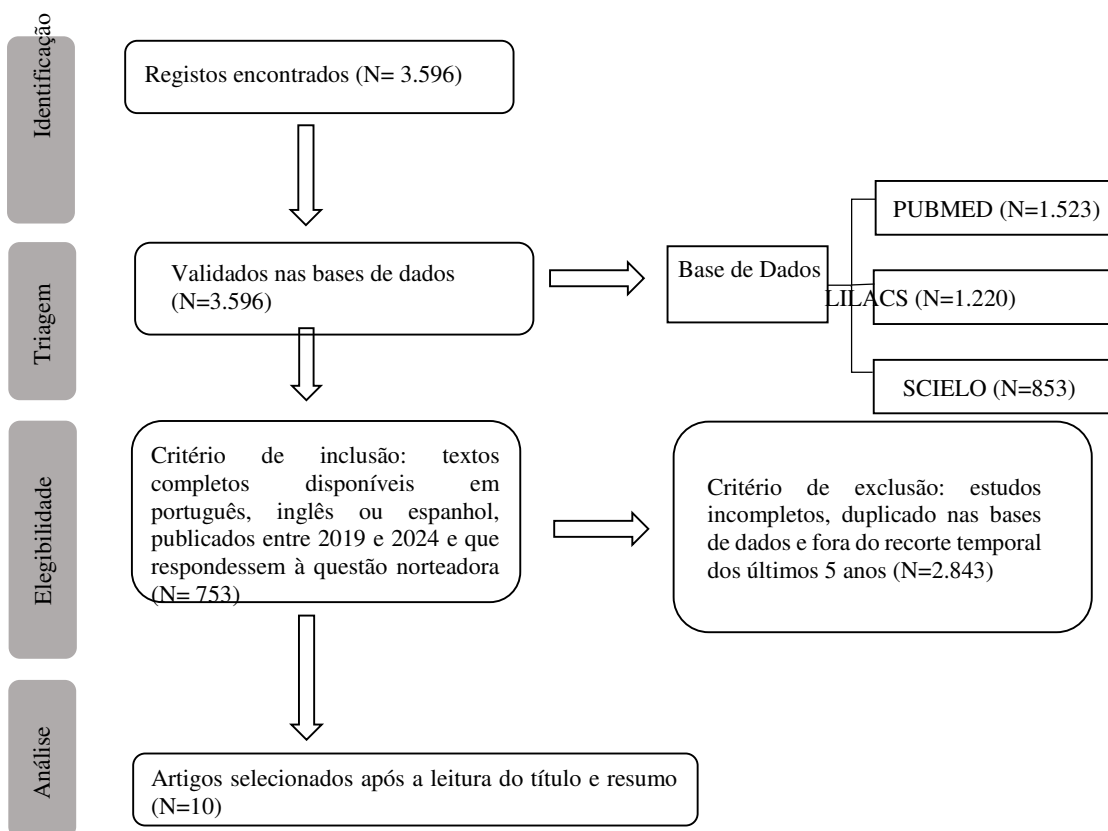 Identificação
Registos encontrados (N= 3.596)
Triagem
Validados nas bases de dados
(N=3.596)
Base de Dados
PUBMED (N=1.523)
LILACS (N=1.220)
SCIELO (N=853)
Elegibilidade
Critério de inclusão: textos
completos disponíveis em
português, inglês ou espanhol,
publicados entre 2019 e 2024 e que
respondessem à questão norteadora
(N= 753)
Critério de exclusão: estudos
incompletos, duplicado nas bases
de dados e fora do recorte temporal
dos últimos 5 anos (N=2.843)
Análise
Artigos selecionados após a leitura do título e resumo
(N=10)